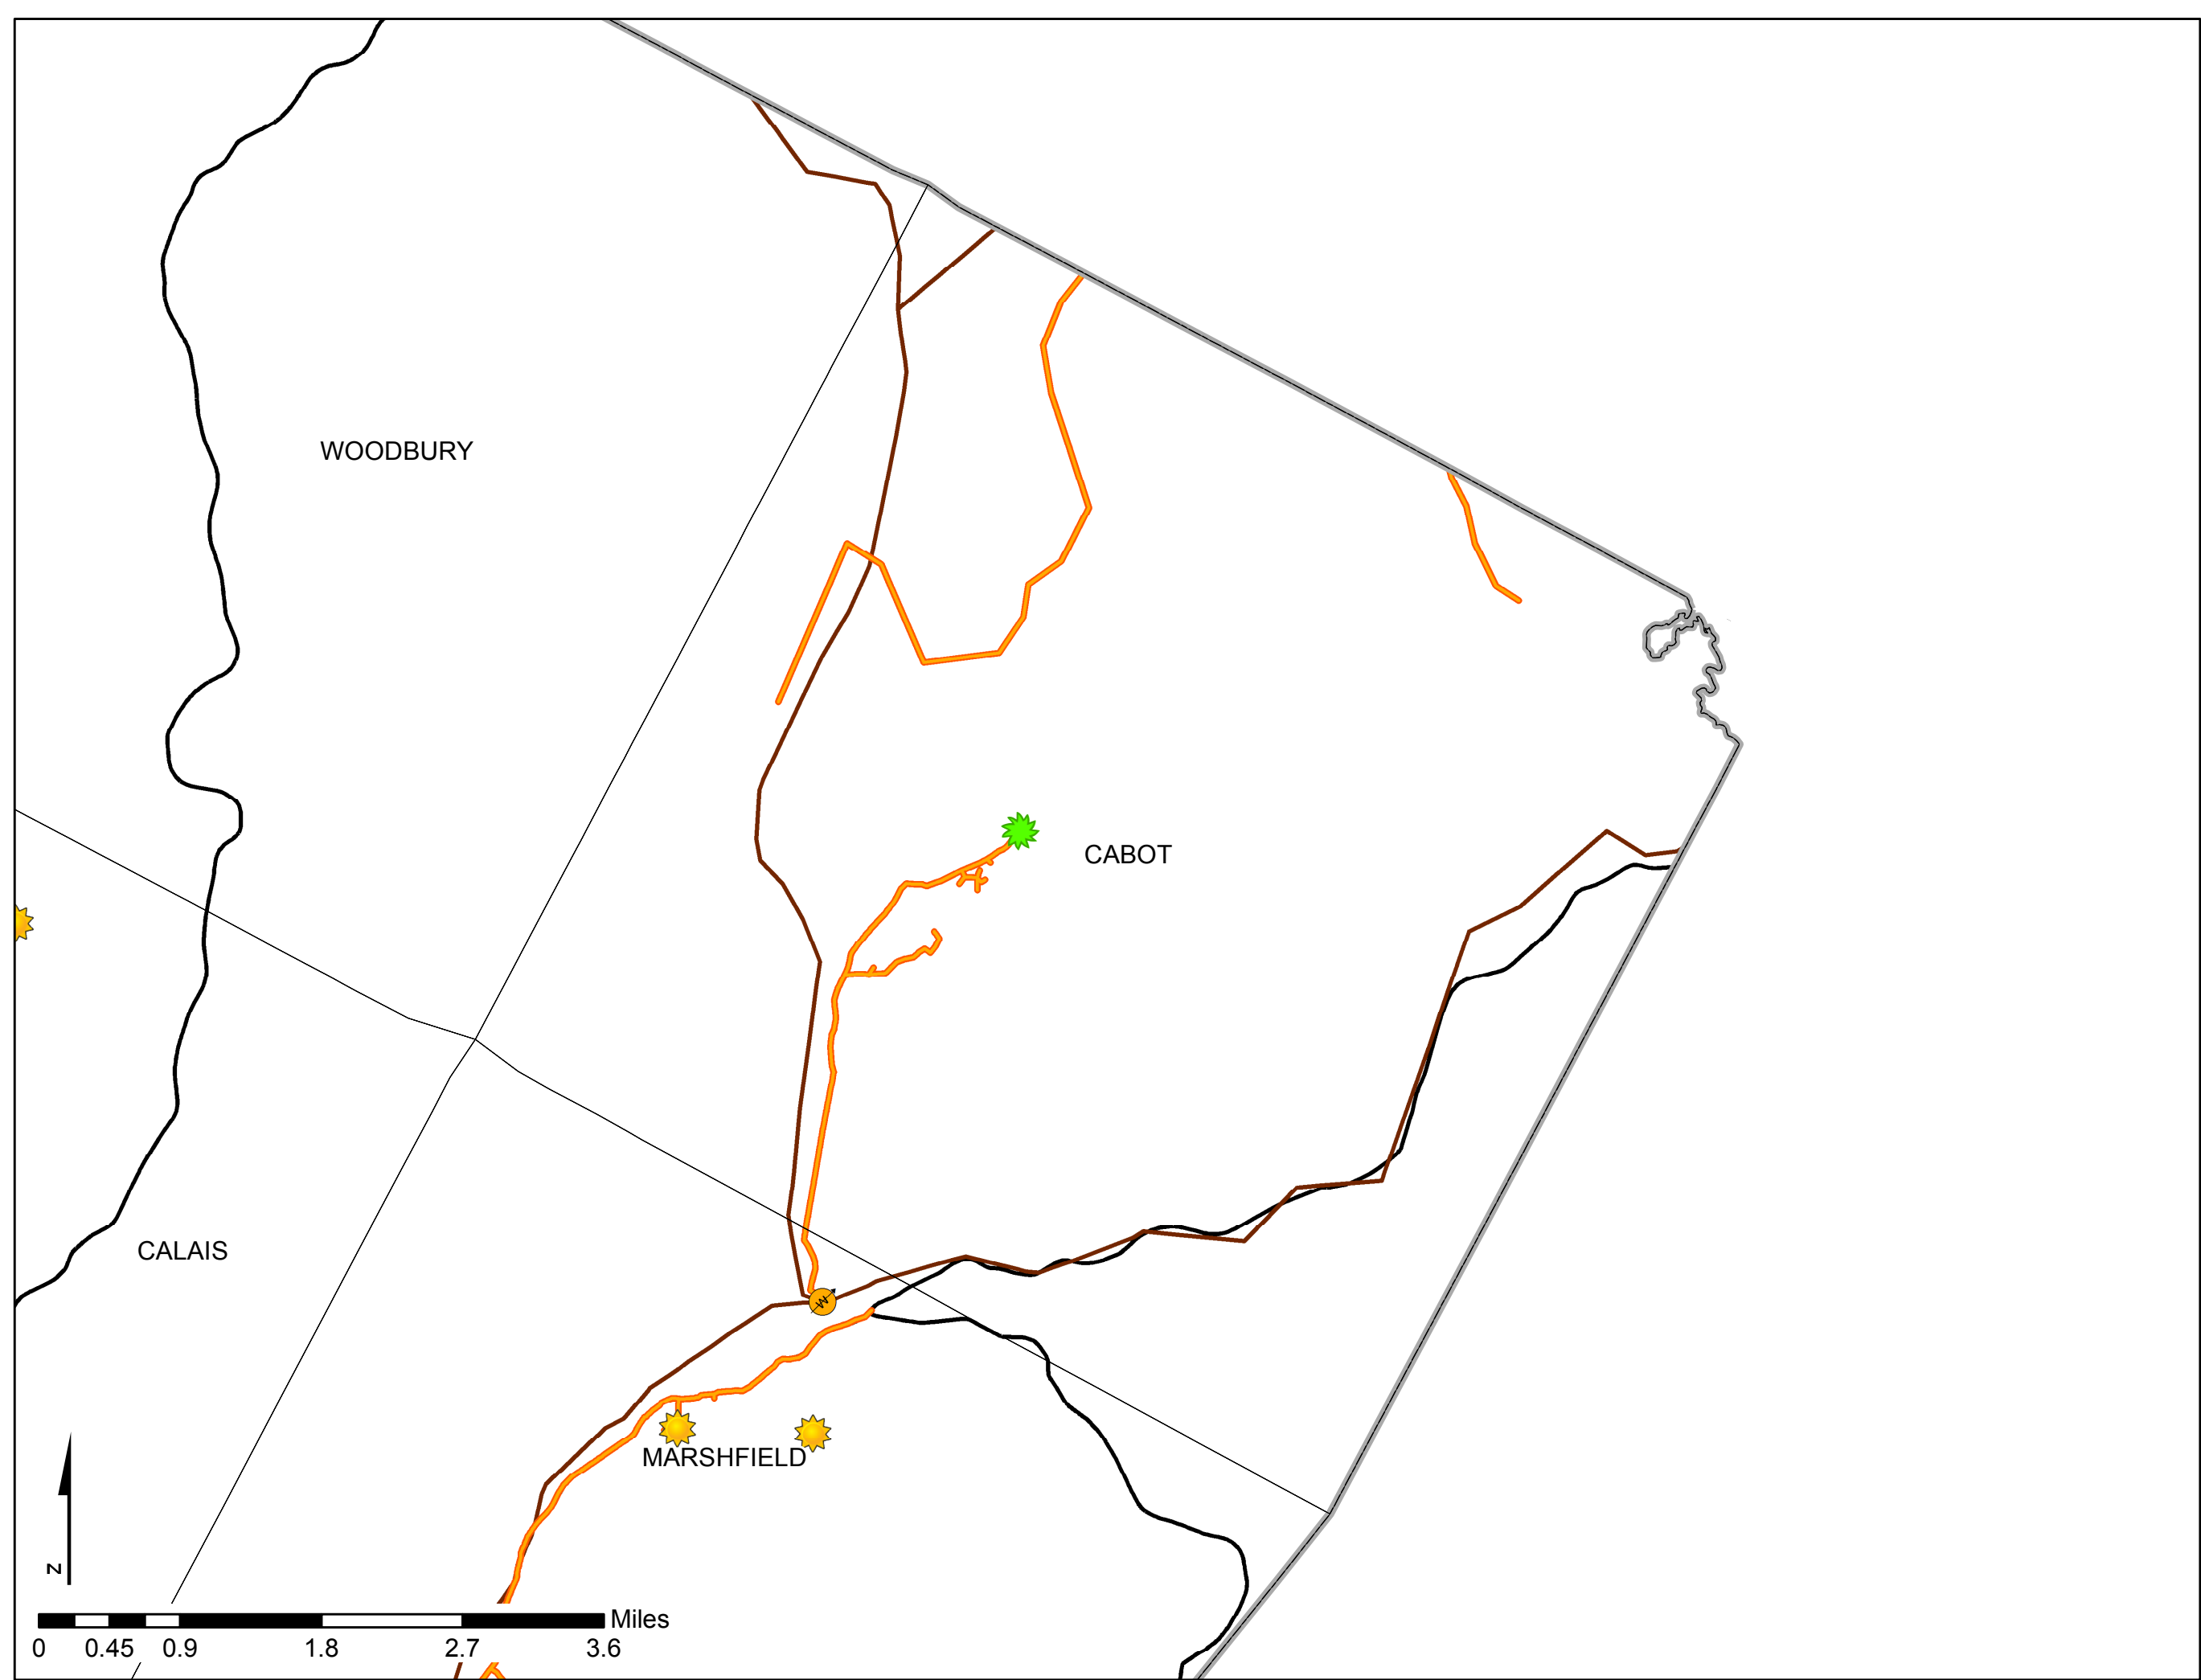 WOODBURY
CABOT
CALAIS
W
MARSHFIELD
N
Miles
0 0.45 0.9 1.8 2.7 3.6